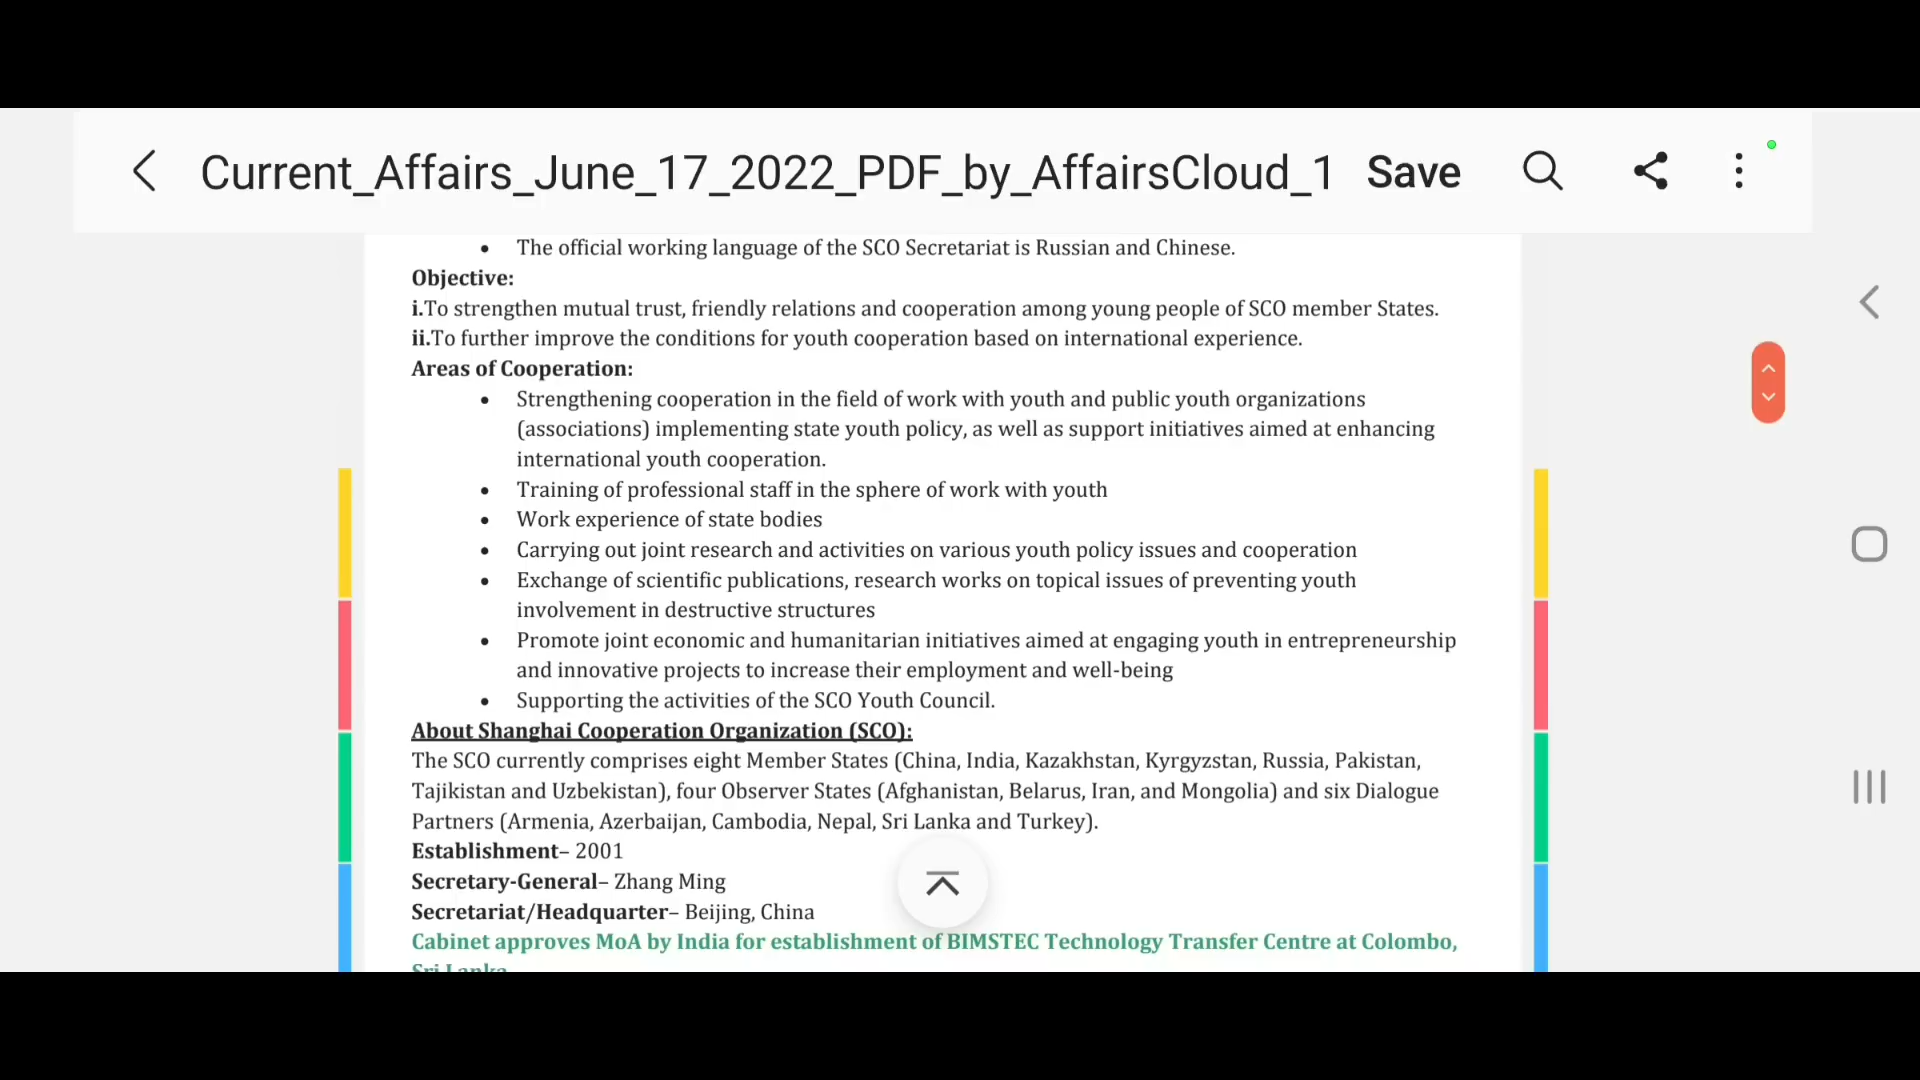 Current_Affairs_June_17_2022_PDF_by_AffairsCloud_1 Save
• The official working language of the SCO Secretariat is Russian and Chinese.
Objective:
i.To strengthen mutual trust, friendly relations and cooperation among young people of SCO member States.
ii.To further improve the conditions for youth cooperation based on international experience.
Areas of Cooperation:
• Strengthening cooperation in the field of work with youth and public youth organizations
(associations) implementing state youth policy, as well as support initiatives aimed at enhancing
international youth cooperation.
• Training of professional staff in the sphere of work with youth
• Work experience of state bodies
• Carrying out joint research and activities on various youth policy issues and cooperation
• Exchange of scientific publications, research works on topical issues of preventing youth
involvement in destructive structures
• Promote joint economic and humanitarian initiatives aimed at engaging youth in entrepreneurship
and innovative projects to increase their employment and well-being
• Supporting the activities of the SCO Youth Council.
About Shanghai Cooperation Organization (SCO):
The SCO currently comprises eight Member States (China, India, Kazakhstan, Kyrgyzstan, Russia, Pakistan,
Tajikistan and Uzbekistan), four Observer States (Afghanistan, Belarus, Iran, and Mongolia) and six Dialogue
Partners (Armenia, Azerbaijan, Cambodia, Nepal, Sri Lanka and Turkey).
Establishment– 2001
Secretary-General– Zhang Ming
Secretariat/Headquarter– Beijing, China
Cabinet approves MoA by India for establishment of BIMSTEC Technology Transfer Centre at Colombo,
Sri Lanka